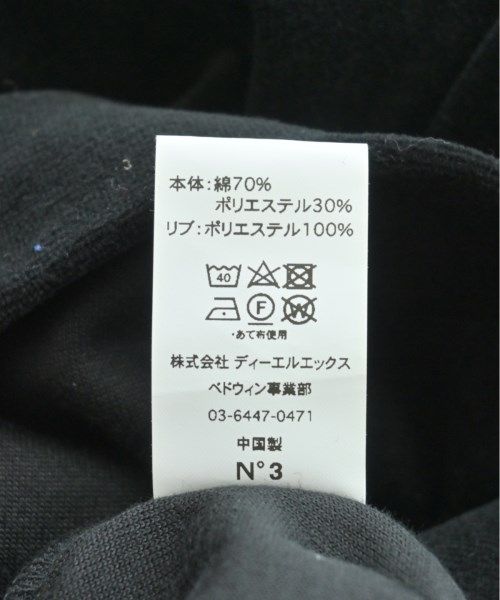 本体：綿70%
ポリエステル30%
リブ：ポリエステル100%
40
F W
・あて布使用
株式会社 ディーエルエックス
ベドウィン事業部
03-6447-0471
中国製
N°3